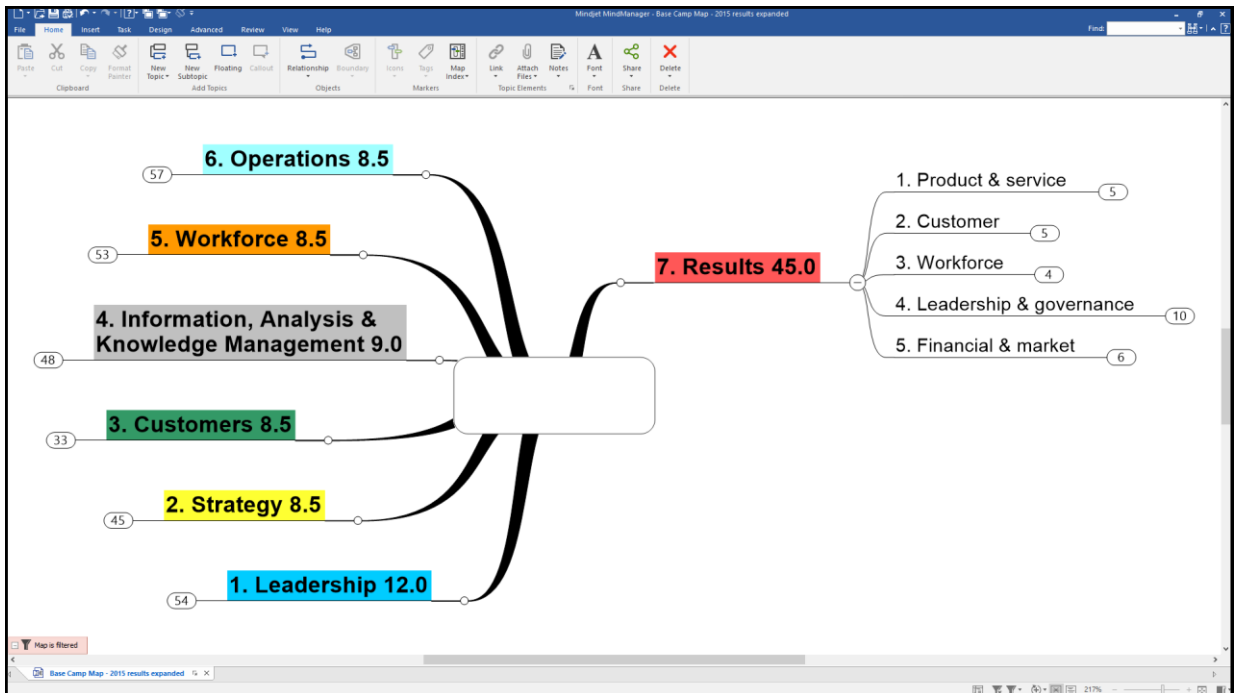 Mindjet MindManager - Base Camp Map - 2015 results expanded
File Home Insert Task Design Advanced Review View Help
Find:
Paste Cut Copy Format Painter
Clipboard
New Topic New Subtopic Floating Callout
Add Topics
Relationship Boundary
Objects
Icons Tags Map Index
Markers
Link Attach Files Notes
Topic Elements
Font
Font
Share
Share
Delete
Delete
6. Operations 8.5
57
5. Workforce 8.5
53
4. Information, Analysis &
Knowledge Management 9.0
48
3. Customers 8.5
33
2. Strategy 8.5
45
1. Leadership 12.0
54
7. Results 45.0
1. Product & service
5
2. Customer
5
3. Workforce
4
4. Leadership & governance
10
5. Financial & market
6
Map is filtered
Base Camp Map - 2015 results expanded
217%